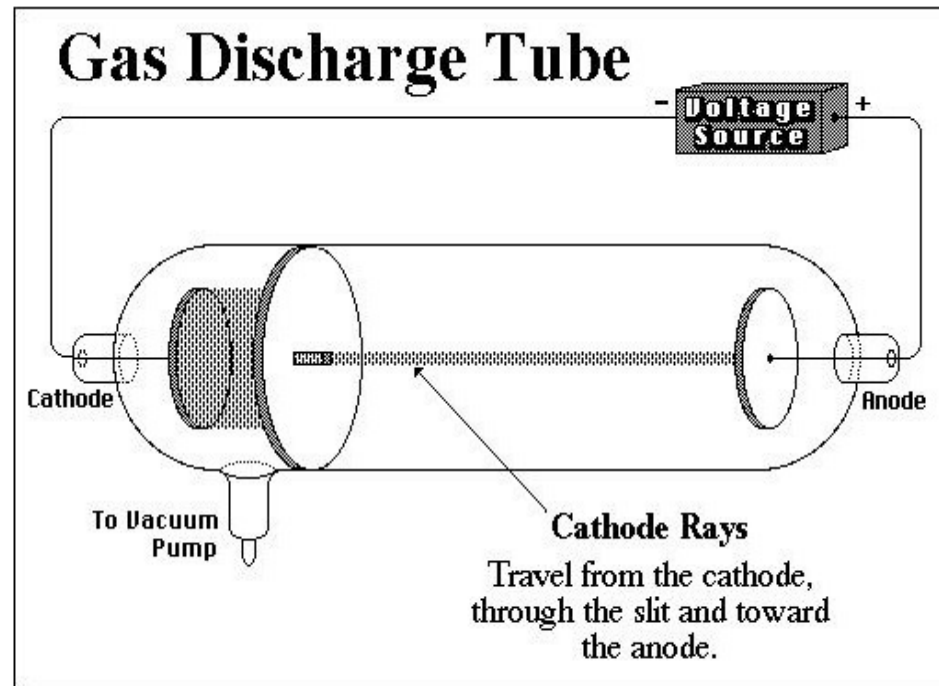 Gas Discharge Tube
- Voltage +
Source
Cathode
Anode
To Vacuum
Pump
Cathode Rays
Travel from the cathode,
through the slit and toward
the anode.